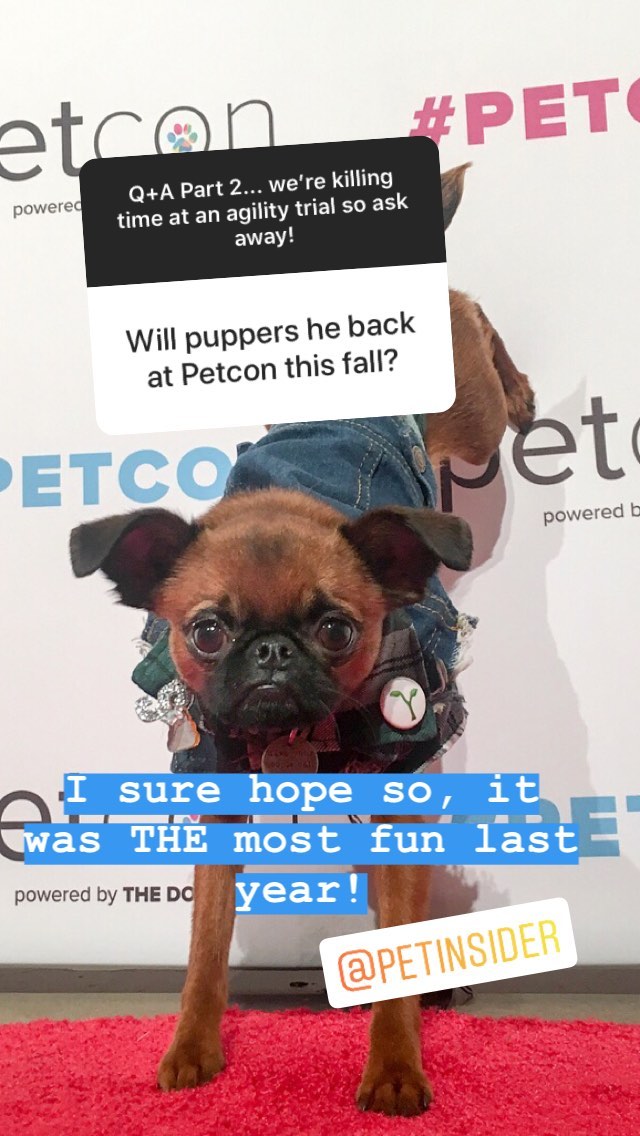 etcon
#PETC
powered
Q+A Part 2... we're killing
time at an agility trial so ask
away!
Will puppers he back
at Petcon this fall?
PETCO
pet
powered b
I sure hope so, it
was THE most fun last
year!
powered by THE DO
@PETINSIDER